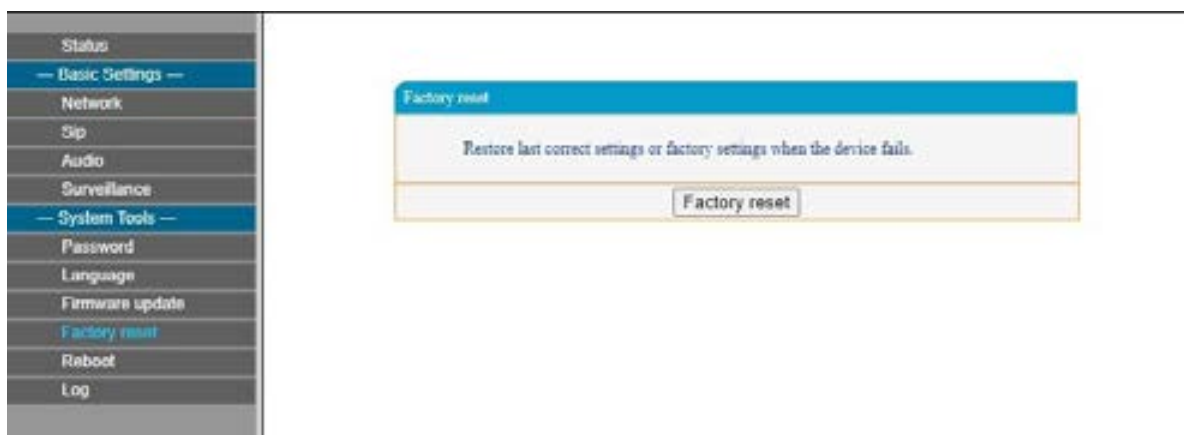 Status
— Basic Settings —
Network
Sip
Audio
Surveillance
— System Tools —
Password
Language
Firmware update
Factory reset
Reboot
Log
Factory reset
Restore last correct settings or factory settings when the device fails.
Factory reset